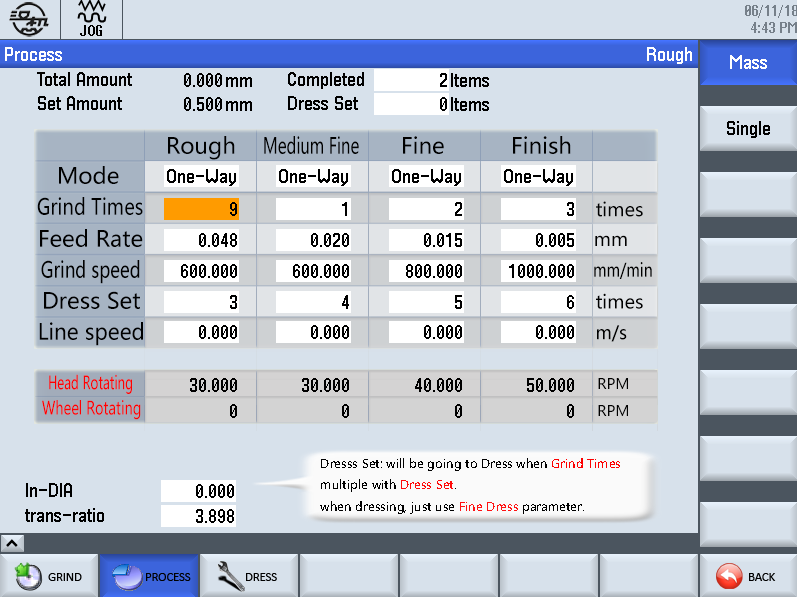 06/11/18
JOG
4:43 PM
Process Rough
Mass
Total Amount 0.000 mm Completed 2 Items
Set Amount 0.500 mm Dress Set 0 Items
Single
Rough Medium Fine Fine Finish
Mode One-Way One-Way One-Way One-Way
Grind Times 9 1 2 3 times
Feed Rate 0.048 0.020 0.015 0.005 mm
Grind speed 600.000 600.000 800.000 1000.000 mm/min
Dress Set 3 4 5 6 times
Line speed 0.000 0.000 0.000 0.000 m/s
Head Rotating 30.000 30.000 40.000 50.000 RPM
Wheel Rotating 0 0 0 0 RPM
Dresss Set: will be going to Dress when Grind Times
multiple with Dress Set.
when dressing, just use Fine Dress parameter.
In-DIA 0.000
trans-ratio 3.898
GRIND PROCESS DRESS BACK